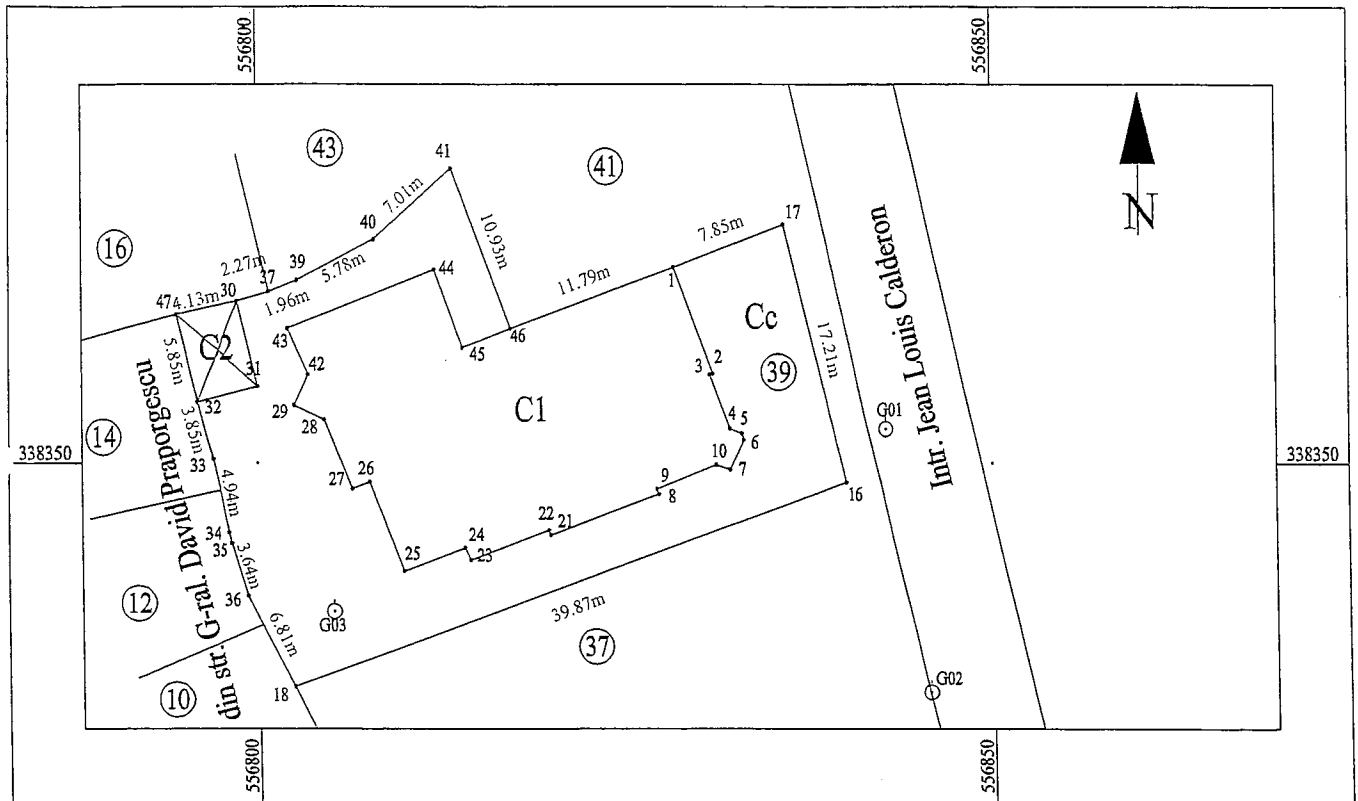 556800
556850
43
41
41
16
40
7.01m
10.93m
17
7.85m
2.27m
39
37
5.78m
44
30
1.96m
11.79m
1
47
4.13m
43
46
Cc
C2
5.85m
31
45
42
3
2
39
17.21m
32
29
C1
28
4
5
G01
Intr. Jean Louis Calderon
14
3.85m
6
338350
33
10
7
338350
27
26
9
8
16
4.94m
22
21
34
24
35
25
23
3.64m
12
36
39.87m
G03
6.81m
37
din str. G-ral. David Praporgescu
10
18
G02
N
556800
556850